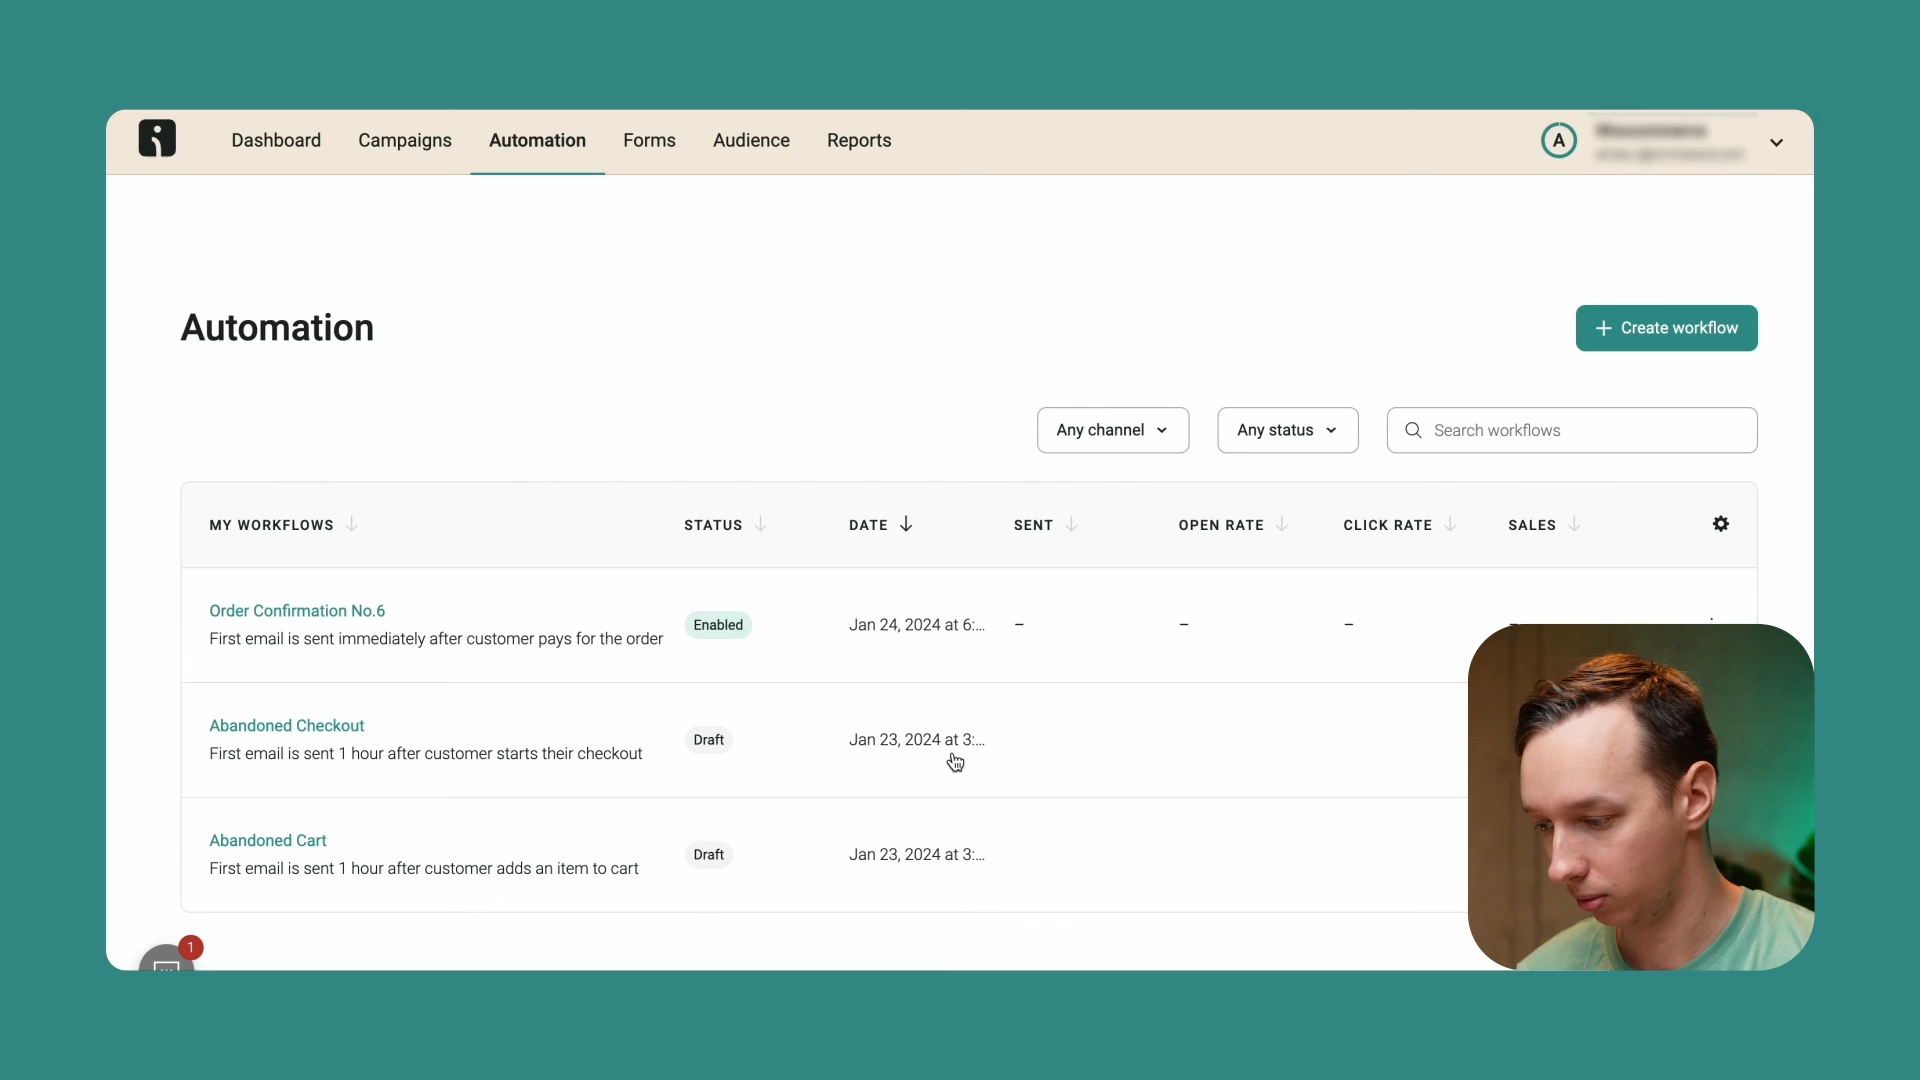 Dashboard Campaigns Automation Forms Audience Reports A
Automation
Create workflow
Any channel Any status Search workflows
MY WORKFLOWS STATUS DATE SENT OPEN RATE CLICK RATE SALES
Order Confirmation No.6
First email is sent immediately after customer pays for the order
Enabled Jan 24, 2024 at 6:... – – – –
Abandoned Checkout
First email is sent 1 hour after customer starts their checkout
Draft Jan 23, 2024 at 3:...
Abandoned Cart
First email is sent 1 hour after customer adds an item to cart
Draft Jan 23, 2024 at 3:...
1